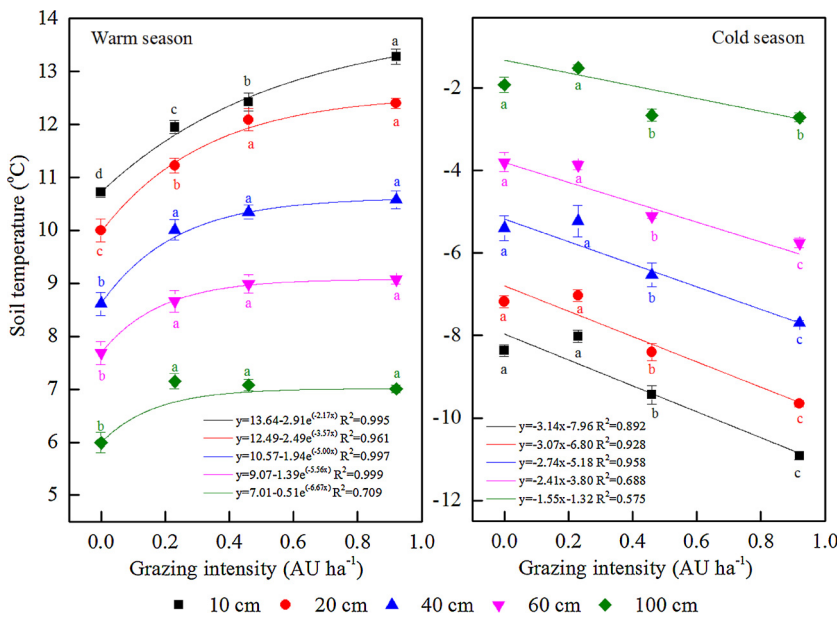 Warm season
Cold season
14
13
12
11
10
9
8
7
6
5
-2
-4
-6
-8
-10
-12
Soil temperature (°C)
a
b
c
d
a
a
b
c
a
a
a
b
a
a
a
b
a
a
a
b
y=13.64-2.91e^(-2.17x) R²=0.995
y=12.49-2.49e^(-3.57x) R²=0.961
y=10.57-1.94e^(-5.00x) R²=0.997
y=9.07-1.39e^(-5.56x) R²=0.999
y=7.01-0.51e^(-6.67x) R²=0.709
a
a
b
b
a
a
b
c
a
a
b
c
a
a
b
c
a
a
b
c
y=-3.14x-7.96 R²=0.892
y=-3.07x-6.80 R²=0.928
y=-2.74x-5.18 R²=0.958
y=-2.41x-3.80 R²=0.688
y=-1.55x-1.32 R²=0.575
0.0 0.2 0.4 0.6 0.8 1.0
0.0 0.2 0.4 0.6 0.8 1.0
Grazing intensity (AU ha⁻¹)
Grazing intensity (AU ha⁻¹)
10 cm 20 cm 40 cm 60 cm 100 cm